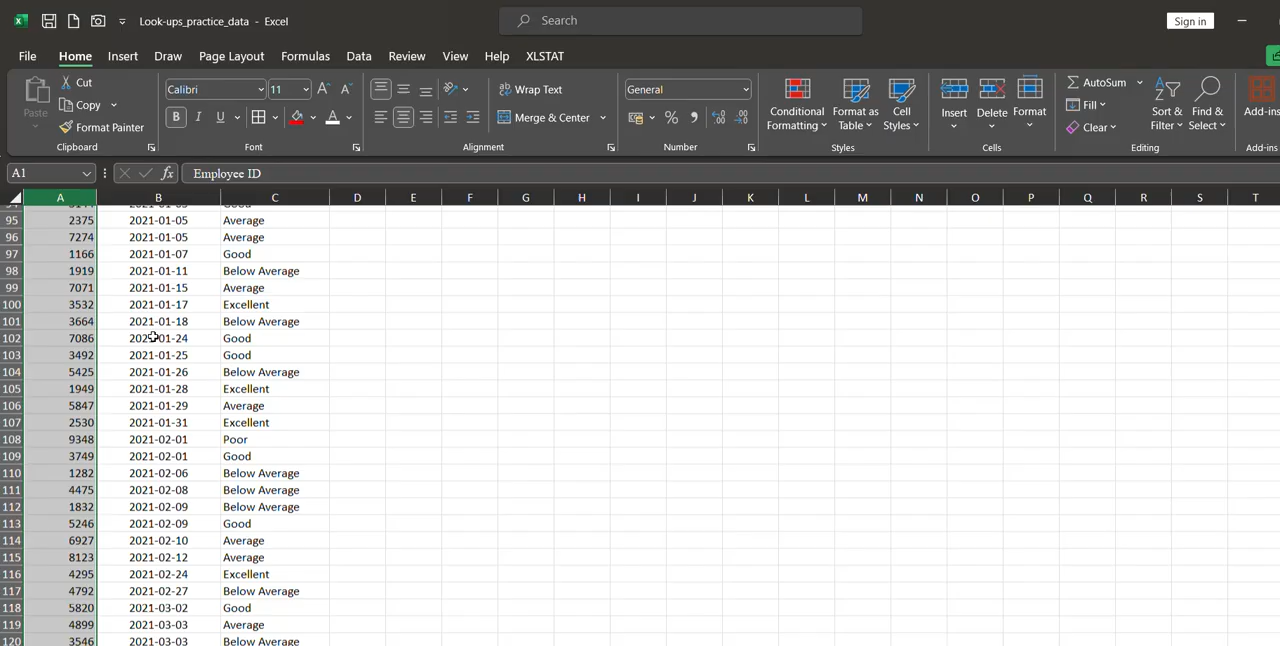 Look-ups_practice_data - Excel
Search
Sign in
File Home Insert Draw Page Layout Formulas Data Review View Help XLSTAT
Paste
Cut
Copy
Format Painter
Clipboard
Calibri 11 A A
B I U A
Font
Wrap Text
Merge & Center
Alignment
General
%
Number
Conditional Formatting
Format as Table
Cell Styles
Styles
Insert Delete Format
Cells
AutoSum
Fill
Clear
Sort & Filter
Find & Select
Editing
Add-ins
Add-ins
A1 fx Employee ID
A B C D E F G H I J K L M N O P Q R S T
95 2375 2021-01-05 Average
96 7274 2021-01-05 Average
97 1166 2021-01-07 Good
98 1919 2021-01-11 Below Average
99 7071 2021-01-15 Average
100 3532 2021-01-17 Excellent
101 3664 2021-01-18 Below Average
102 7086 2021-01-24 Good
103 3492 2021-01-25 Good
104 5425 2021-01-26 Below Average
105 1949 2021-01-28 Excellent
106 5847 2021-01-29 Average
107 2530 2021-01-31 Excellent
108 9348 2021-02-01 Poor
109 3749 2021-02-01 Good
110 1282 2021-02-06 Below Average
111 4475 2021-02-08 Below Average
112 1832 2021-02-09 Below Average
113 5246 2021-02-09 Good
114 6927 2021-02-10 Average
115 8123 2021-02-12 Average
116 4295 2021-02-24 Excellent
117 4792 2021-02-27 Below Average
118 5820 2021-03-02 Good
119 4899 2021-03-03 Average
120 3546 2021-03-03 Below Average